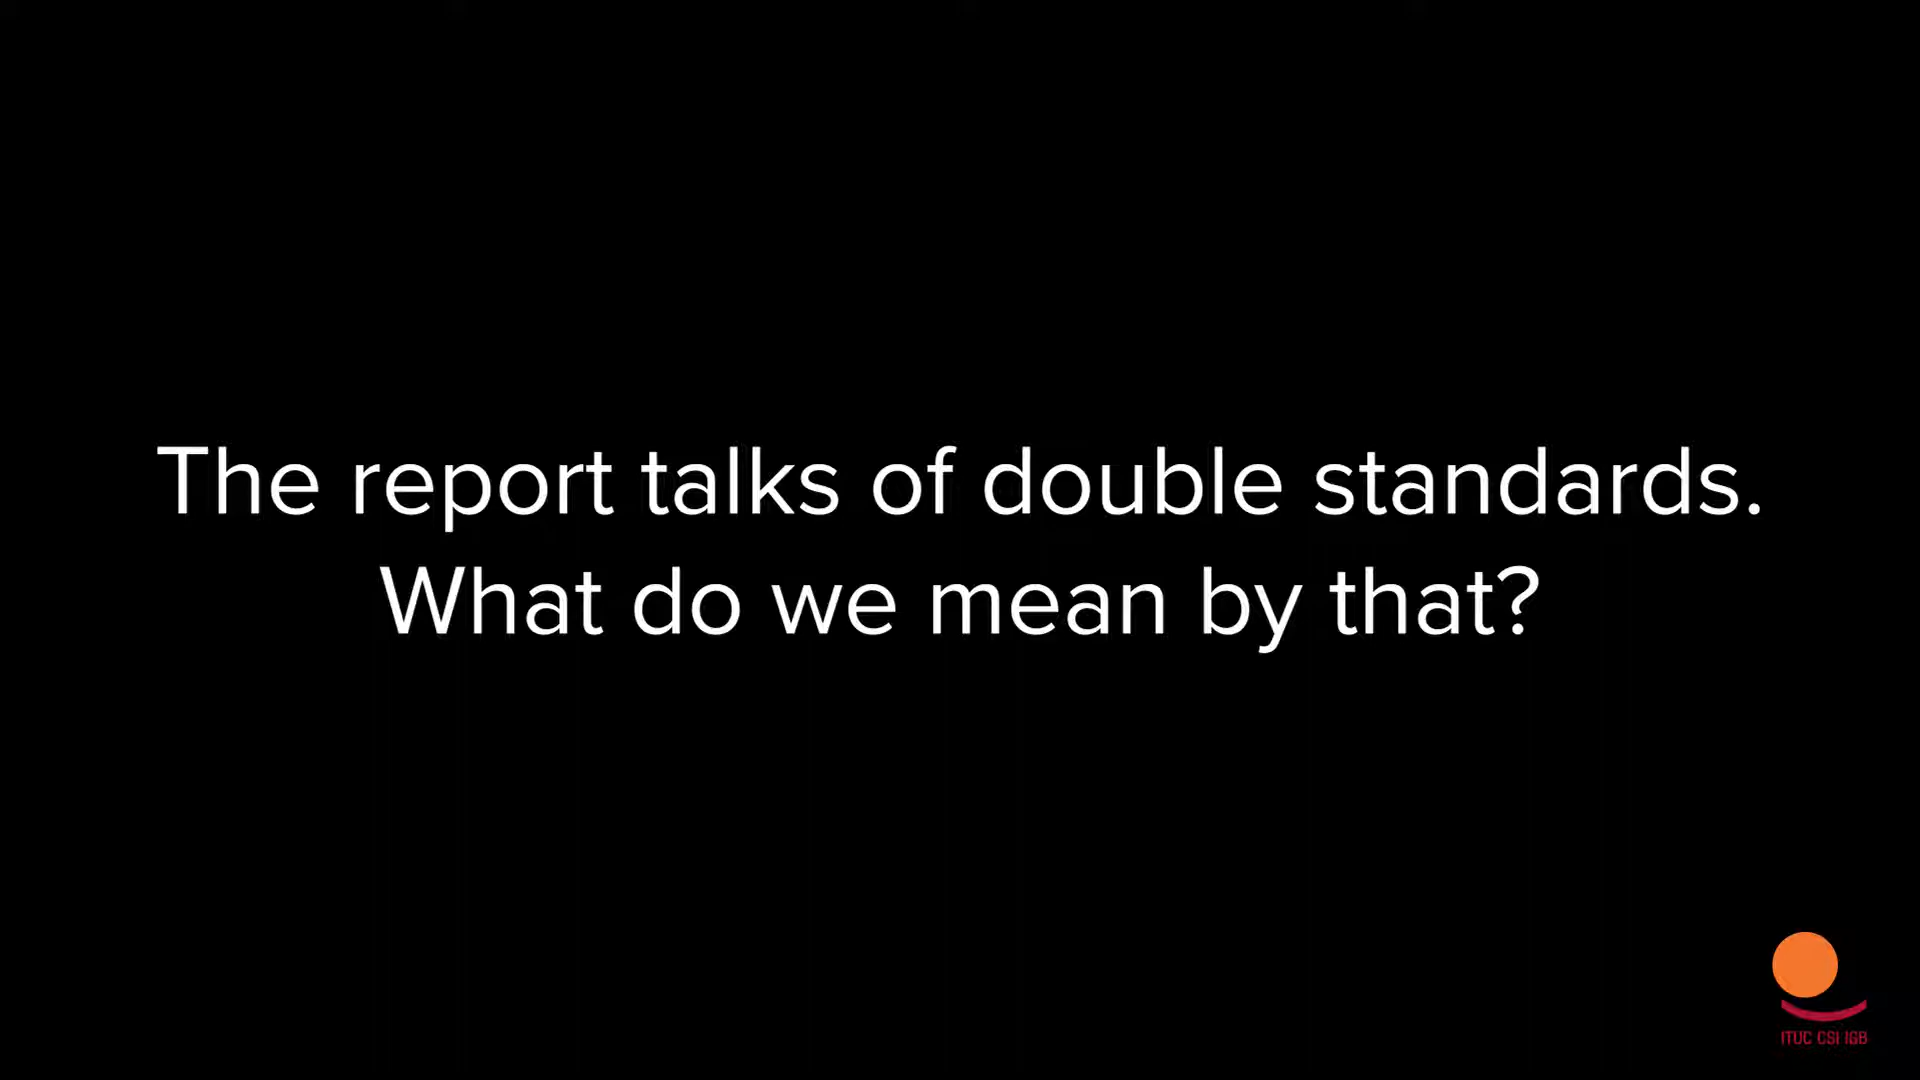 The report talks of double standards.
What do we mean by that?
ITUC CSI IGB